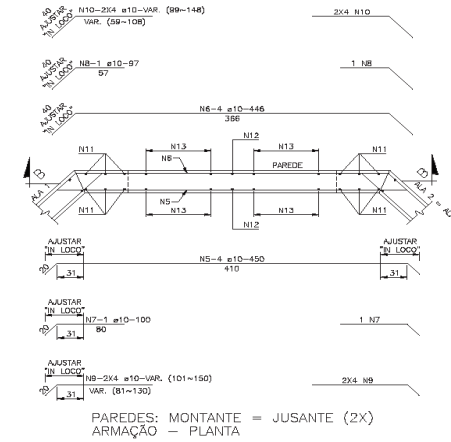 40
AJUSTAR
"IN LOCO"
N10-2X4 ø10-VAR. (99~148)
VAR. (59~108)
2X4 N10
40
AJUSTAR
"IN LOCO"
N8-1 ø10-97
57
1 N8
40
AJUSTAR
"IN LOCO"
N6-4 ø10-446
366
N12
N11
N13
N13
N11
N6
PAREDE
B
B
ALA 1
ALA 2 = AL
N5
N11
N13
N13
N11
N12
AJUSTAR
"IN LOCO"
AJUSTAR
"IN LOCO"
N5-4 ø10-450
410
20
31
31
AJUSTAR
"IN LOCO"
N7-1 ø10-100
80
1 N7
20
31
AJUSTAR
"IN LOCO"
N9-2X4 ø10-VAR. (101~150)
VAR. (81~130)
2X4 N9
20
31
PAREDES: MONTANTE = JUSANTE (2X)
ARMAÇÃO - PLANTA